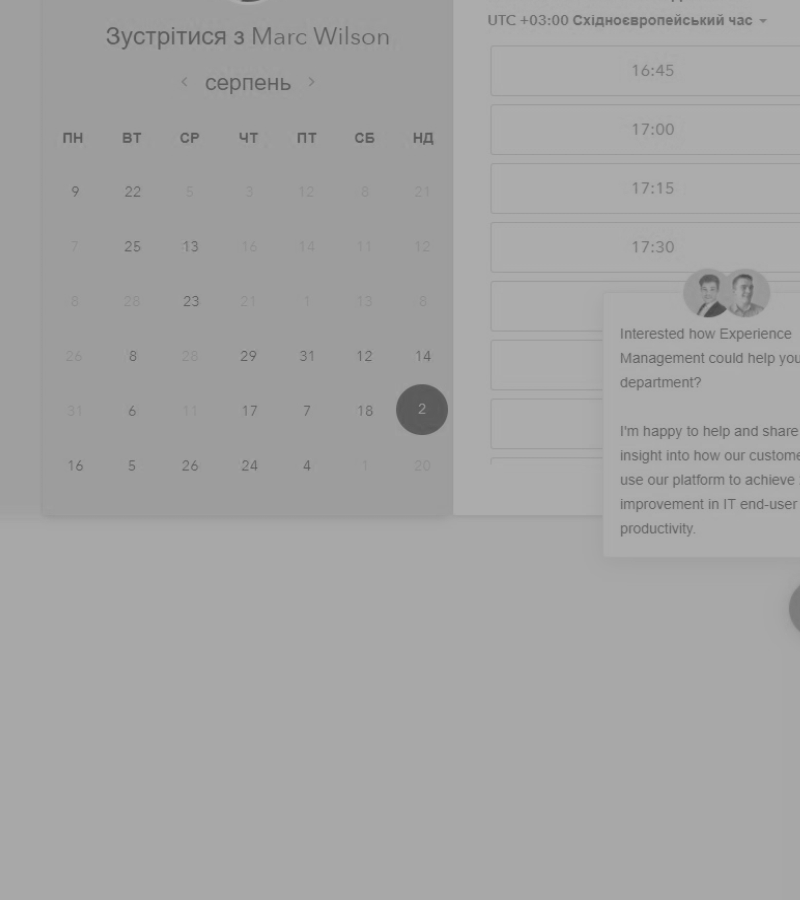 Зустрітися з Marc Wilson
серпень
ПН ВТ СР ЧТ ПТ СБ НД
9 22 5 3 12 8 21
7 25 13 16 14 11 12
8 28 23 21 1 13 8
26 8 28 29 31 12 14
31 6 11 17 7 18 2
16 5 26 24 4 1 20
UTC +03:00 Східноєвропейський час
16:45
17:00
17:15
17:30
Interested how Experience
Management could help you
department?
I'm happy to help and share
insight into how our custome
use our platform to achieve
improvement in IT end-user
productivity.